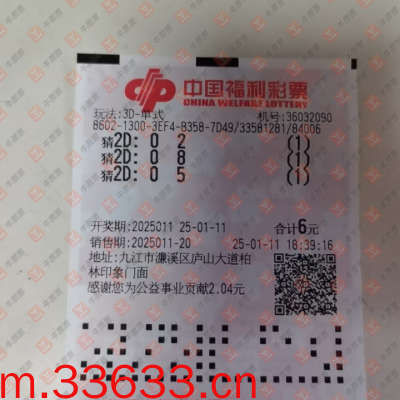 中国福利彩票
CHINA WELFARE LOTTERY
玩法:3D-单式 机号:36032090
8602-1300-3EF4-B358-7D49/33581281/84006
猜2D: 0 2 (1)
猜2D: 0 8 (1)
猜2D: 0 5 (1)
开奖期:2025011 25-01-11 合计6元
销售期:2025011-20 25-01-11 18:39:16
地址:九江市濂溪区庐山大道柏
林印象门面
感谢您为公益事业贡献2.04元
m.33633.cn